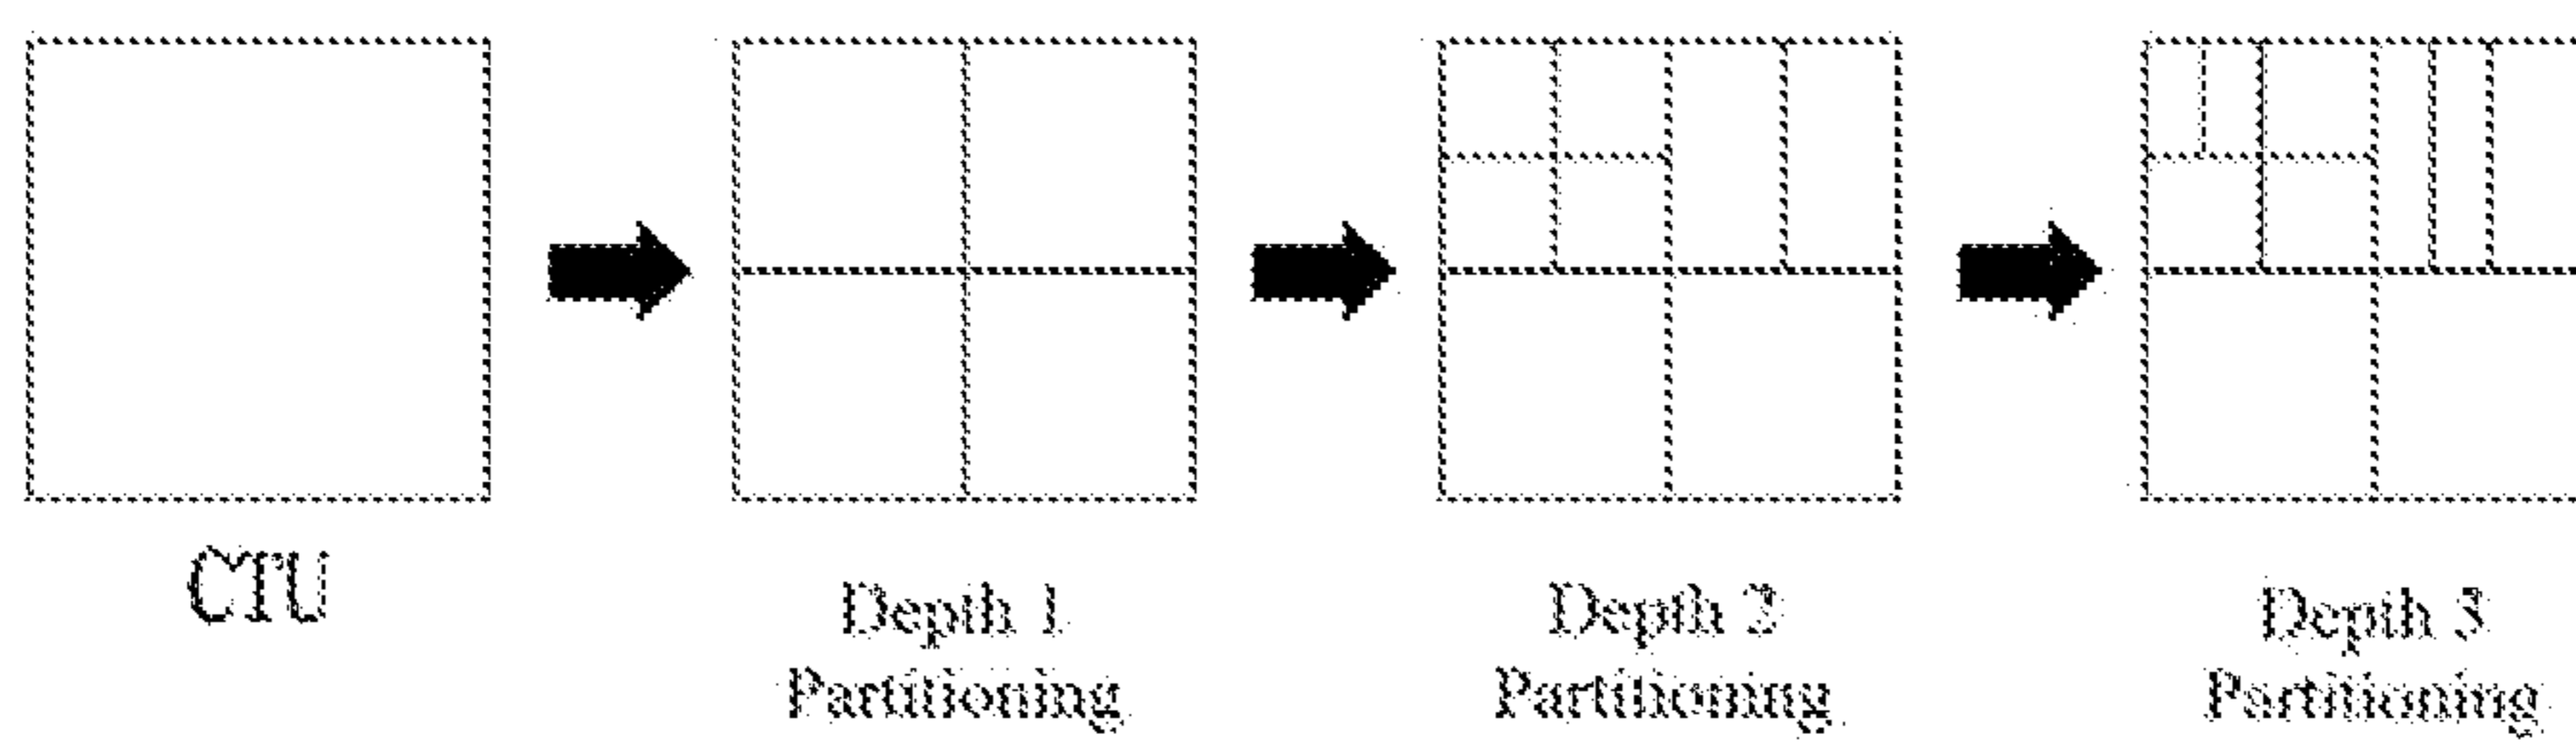 CTU
Depth 1
Partitioning
Depth 2
Partitioning
Depth 3
Partitioning